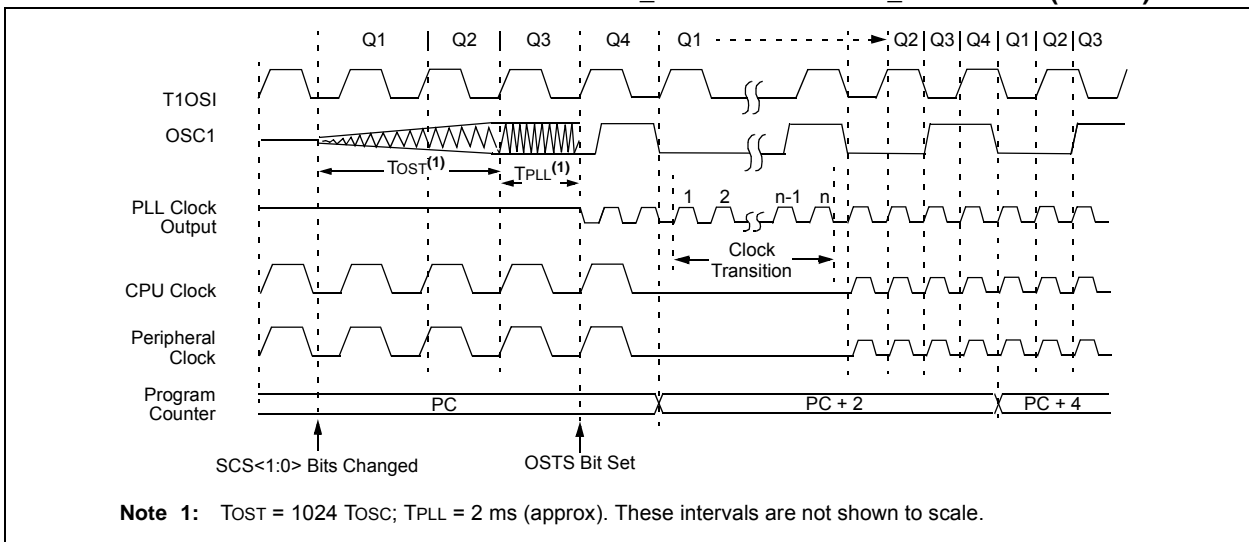 Q1 Q2 Q3 Q4 Q1 Q2 Q3 Q4 Q1 Q2 Q3
T1OSI
OSC1
TOST(1)
TPLL(1)
1 2 n-1 n
PLL Clock
Output
Clock
Transition
CPU Clock
Peripheral
Clock
Program
Counter
PC PC + 2 PC + 4
SCS<1:0> Bits Changed
OSTS Bit Set
Note 1: TOST = 1024 TOSC; TPLL = 2 ms (approx). These intervals are not shown to scale.